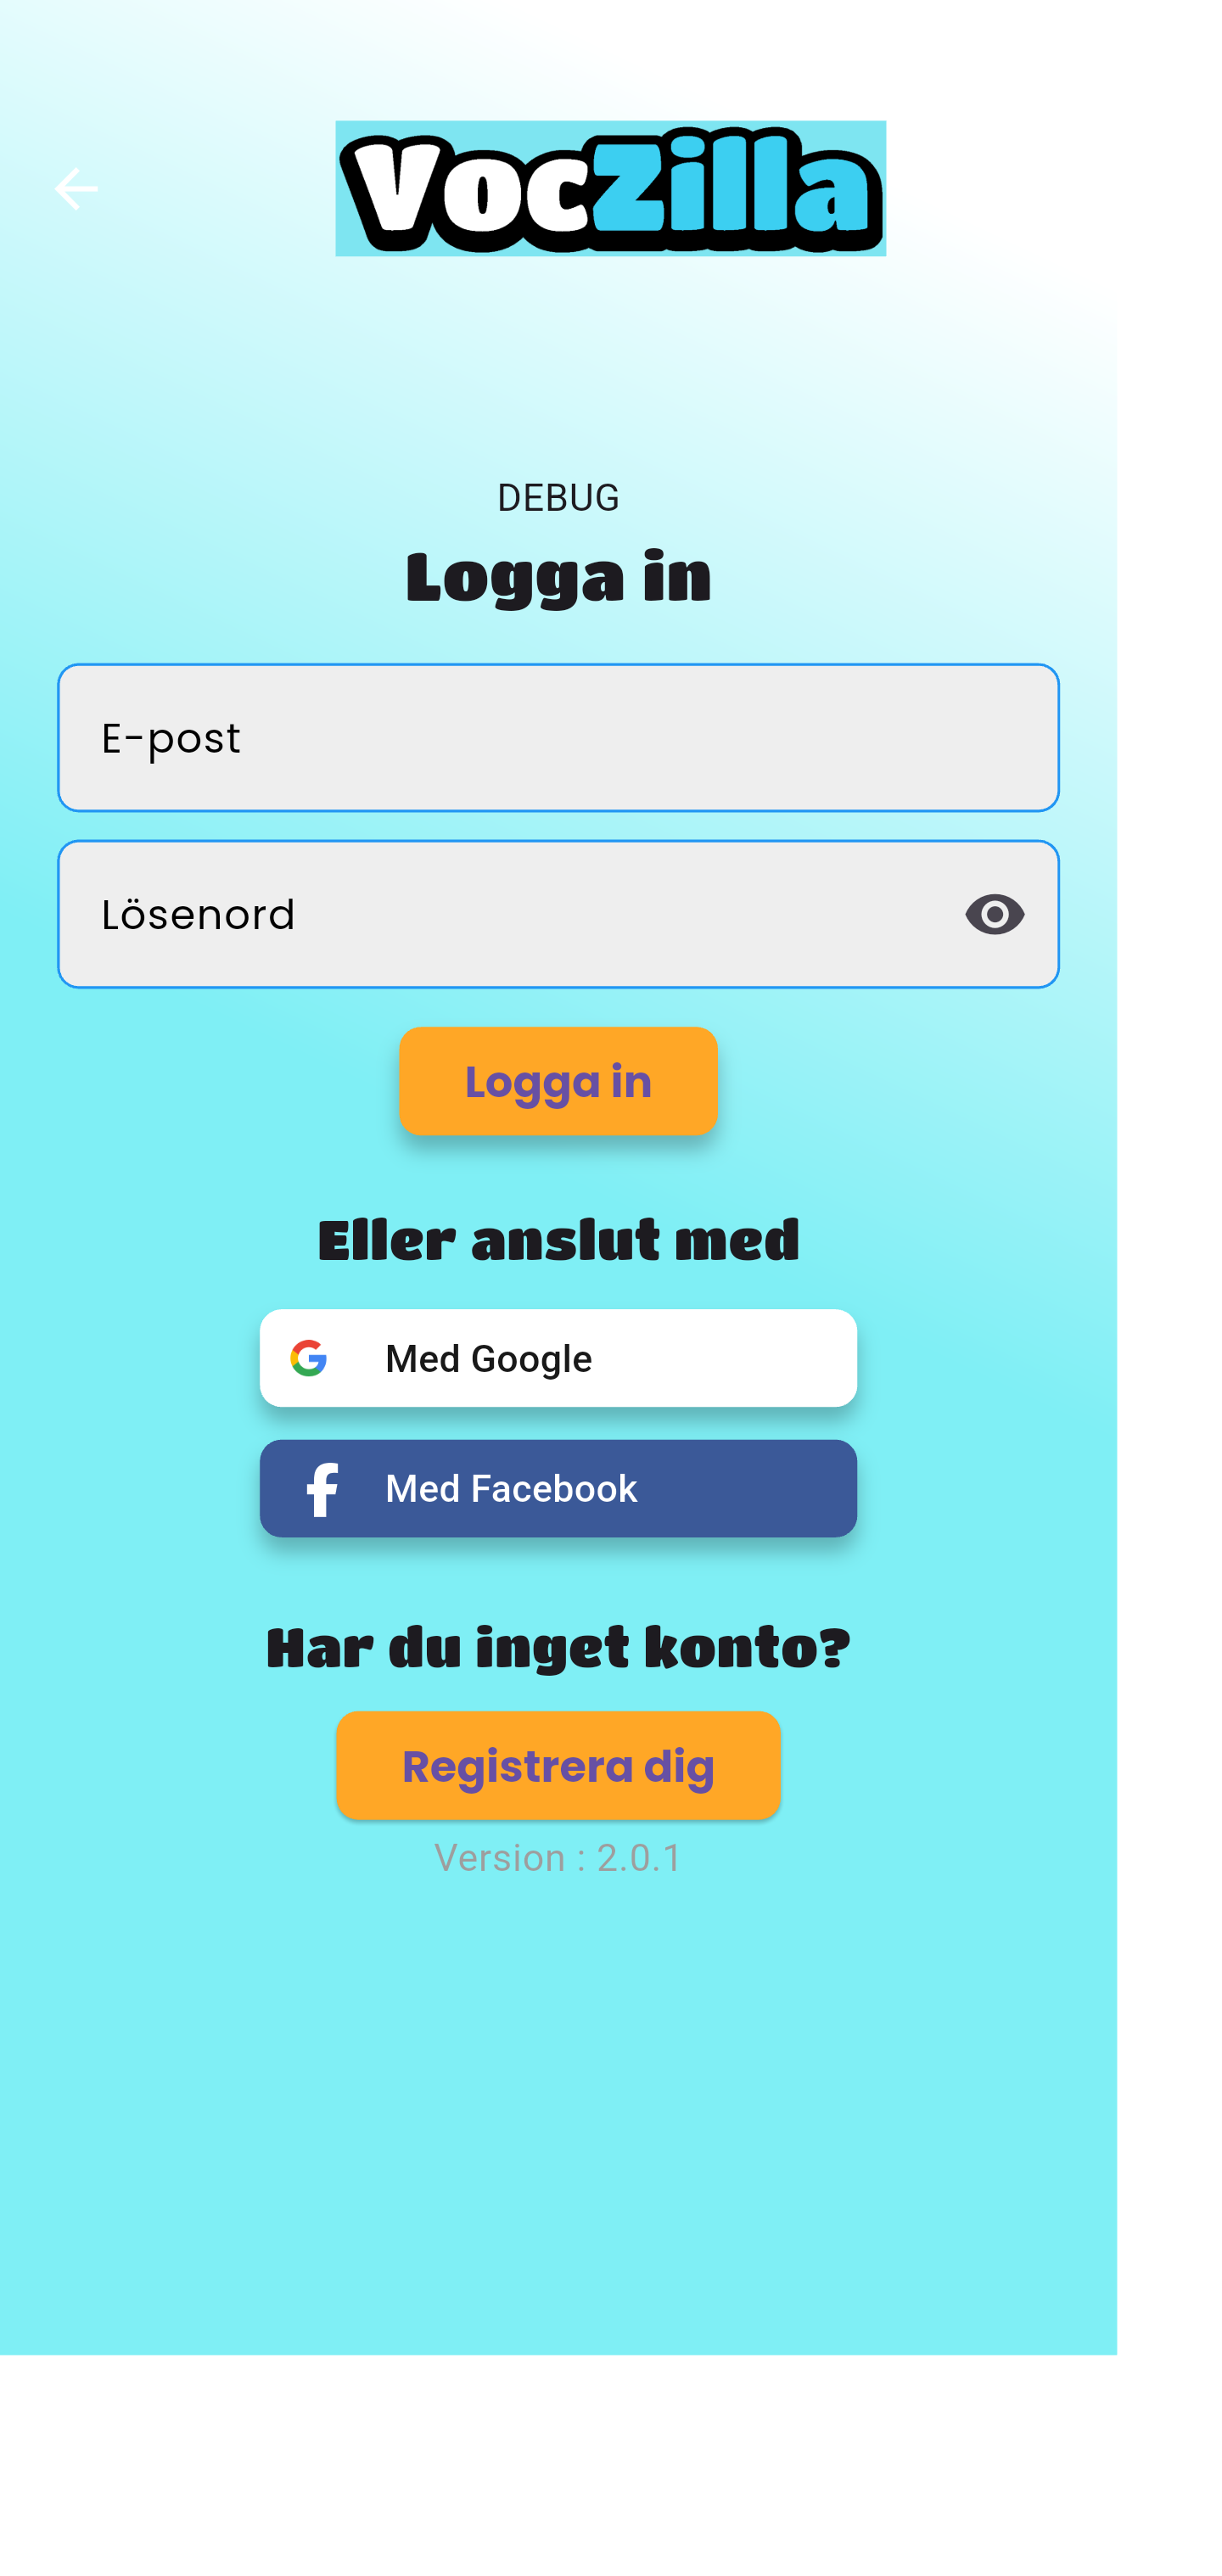 VocZilla
DEBUG
Logga in
E-post
Lösenord
Logga in
Eller anslut med
Med Google
Med Facebook
Har du inget konto?
Registrera dig
Version : 2.0.1